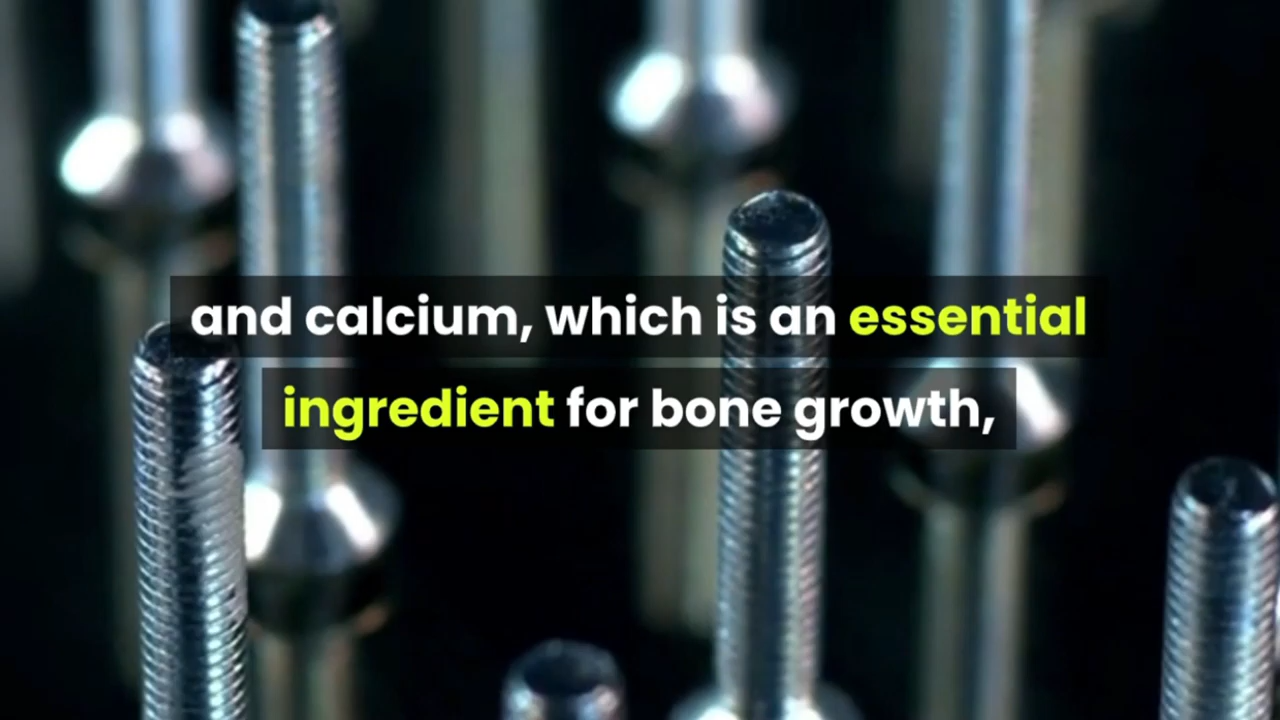 and calcium, which is an essential
ingredient for bone growth,